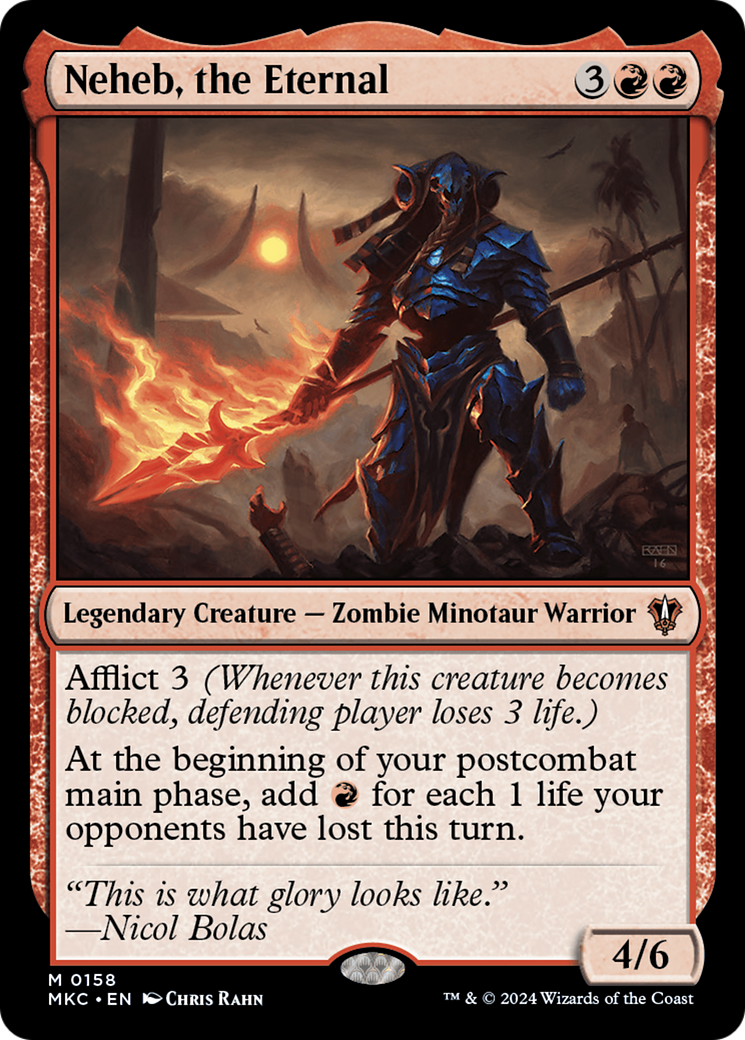 Neheb, the Eternal 3
RAHN
16
Legendary Creature — Zombie Minotaur Warrior
Afflict 3 (Whenever this creature becomes
blocked, defending player loses 3 life.)
At the beginning of your postcombat
main phase, add for each 1 life your
opponents have lost this turn.
“This is what glory looks like.”
—Nicol Bolas
4/6
M 0158
MKC • EN Chris Rahn
™ & © 2024 Wizards of the Coast